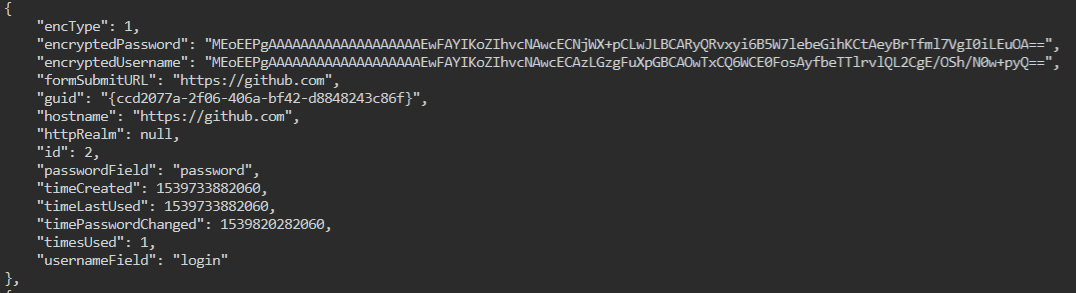 {
    "encType": 1,
    "encryptedPassword": "MEoEEPgAAAAAAAAAAAAAAAAAAAEwFAYIKoZIhvcNAwcECNjWX+pCLwJLBCARyQRvxyi6B5W7lebeGihKCtAeyBrTfml7VgI0iLEuOA==",
    "encryptedUsername": "MEoEEPgAAAAAAAAAAAAAAAAAAAEwFAYIKoZIhvcNAwcECAzLGzgFuXpGBCAOwTxCQ6WCE0FosAyfbeTTlrvlQL2CgE/OSh/N0w+pyQ==",
    "formSubmitURL": "https://github.com",
    "guid": "{ccd2077a-2f06-406a-bf42-d8848243c86f}",
    "hostname": "https://github.com",
    "httpRealm": null,
    "id": 2,
    "passwordField": "password",
    "timeCreated": 1539733882060,
    "timeLastUsed": 1539733882060,
    "timePasswordChanged": 1539820282060,
    "timesUsed": 1,
    "usernameField": "login"
},